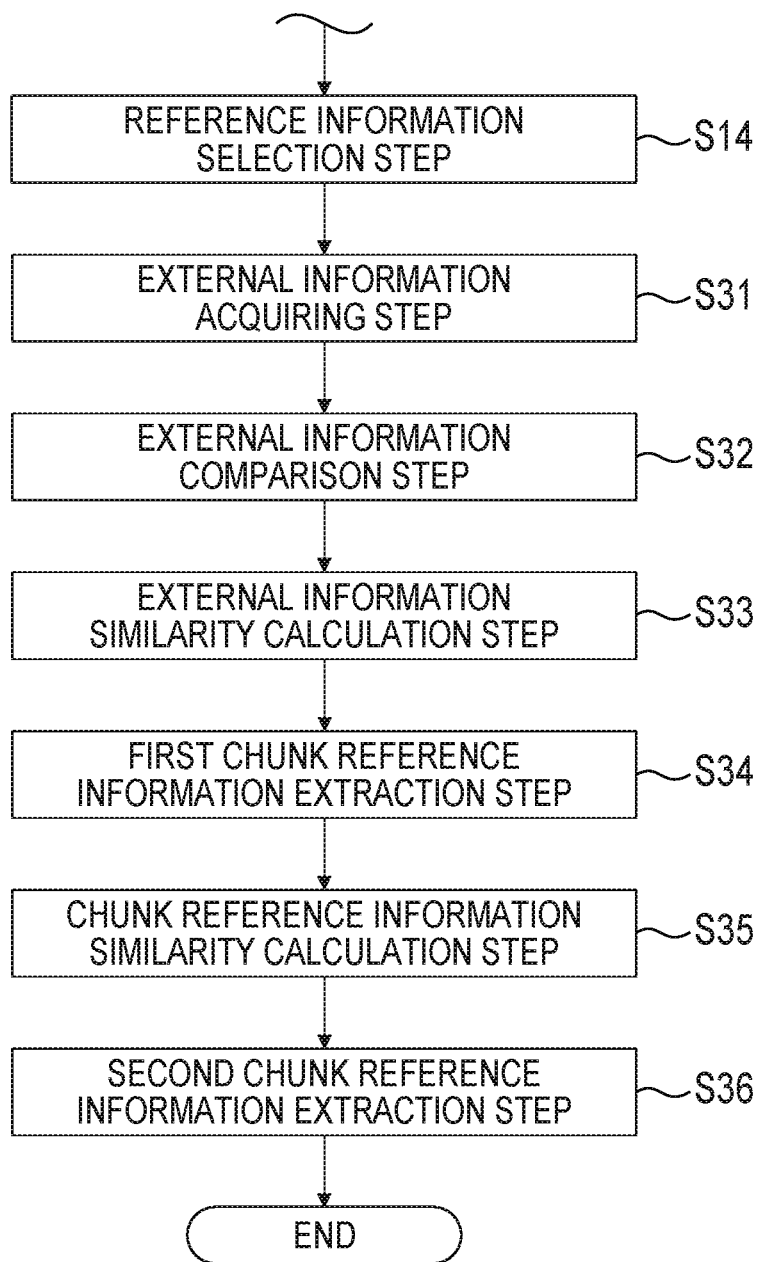 REFERENCE INFORMATION
SELECTION STEP
S14
EXTERNAL INFORMATION
ACQUIRING STEP
S31
EXTERNAL INFORMATION
COMPARISON STEP
S32
EXTERNAL INFORMATION
SIMILARITY CALCULATION STEP
S33
FIRST CHUNK REFERENCE
INFORMATION EXTRACTION STEP
S34
CHUNK REFERENCE INFORMATION
SIMILARITY CALCULATION STEP
S35
SECOND CHUNK REFERENCE
INFORMATION EXTRACTION STEP
S36
END